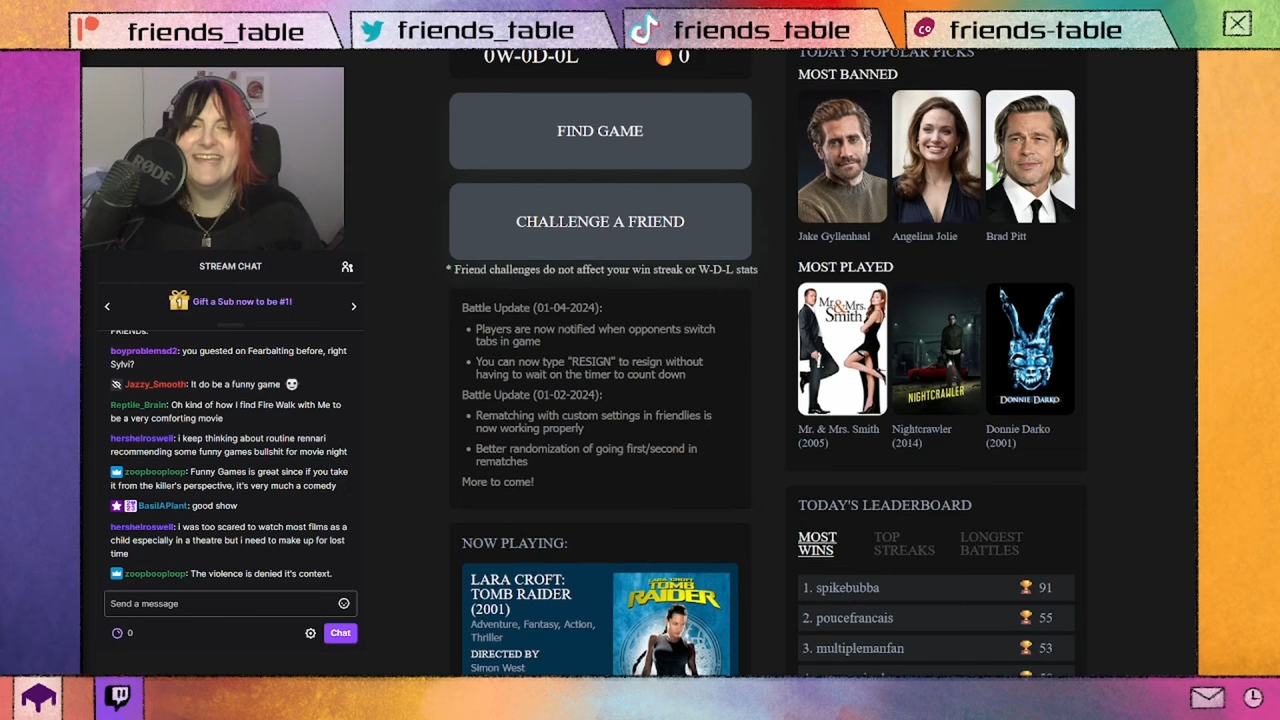 friends_table
friends_table
friends_table
friends-table
RØDE
STREAM CHAT
Gift a Sub now to be #1!
FRIENDS.
boyproblemsd2: you guested on Fearbaiting before, right
Sylvi?
Jazzy_Smooth: It do be a funny game
Reptile_Brain: Oh kind of how I find Fire Walk with Me to
be a very comforting movie
hershelroswell: i keep thinking about routine rennari
recommending some funny games bullshit for movie night
zoopbooploop: Funny Games is great since if you take
it from the killer's perspective, it's very much a comedy
BasilAPlant: good show
hershelroswell: i was too scared to watch most films as a
child especially in a theatre but i need to make up for lost
time
zoopbooploop: The violence is denied it's context.
Send a message
0
Chat
0W-0D-0L
0
FIND GAME
CHALLENGE A FRIEND
* Friend challenges do not affect your win streak or W-D-L stats
Battle Update (01-04-2024):
• Players are now notified when opponents switch
tabs in game
• You can now type "RESIGN" to resign without
having to wait on the timer to count down
Battle Update (01-02-2024):
• Rematching with custom settings in friendlies is
now working properly
• Better randomization of going first/second in
rematches
More to come!
NOW PLAYING:
LARA CROFT:
TOMB RAIDER
(2001)
Adventure, Fantasy, Action,
Thriller
DIRECTED BY
Simon West
LARA CROFT
TOMB RAIDER
TODAY'S POPULAR PICKS
MOST BANNED
Jake Gyllenhaal
Angelina Jolie
Brad Pitt
MOST PLAYED
Mr. & Mrs.
Smith
NIGHTCRAWLER
DONNIE DARKO
Mr. & Mrs. Smith
(2005)
Nightcrawler
(2014)
Donnie Darko
(2001)
TODAY'S LEADERBOARD
MOST
WINS
TOP
STREAKS
LONGEST
BATTLES
1. spikebubba 91
2. poucefrancais 55
3. multiplemanfan 53